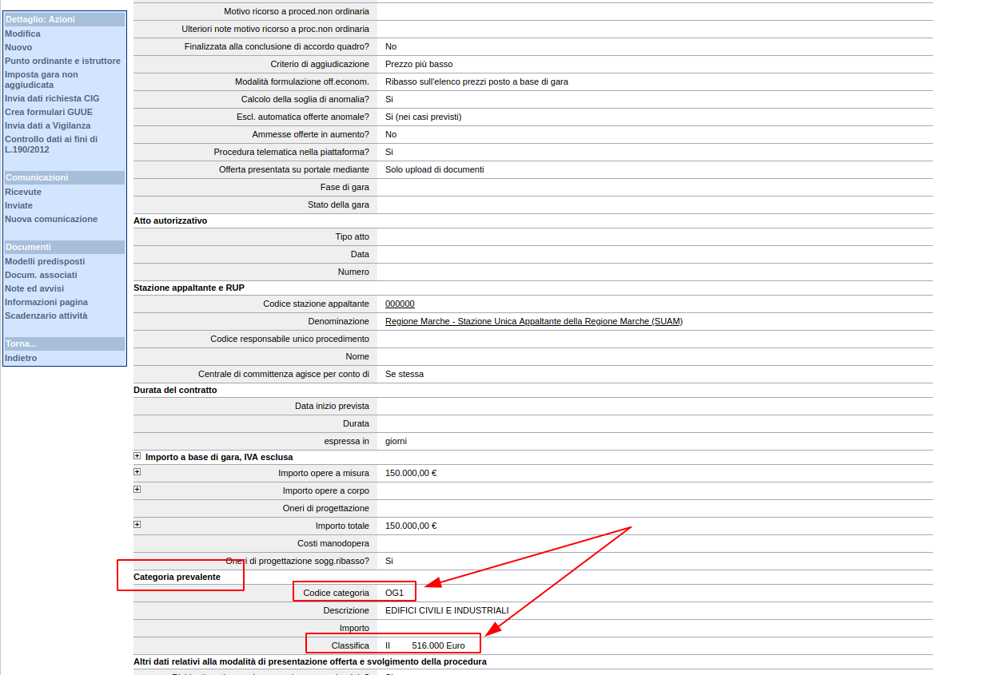 Dettaglio: Azioni
Modifica
Nuovo
Punto ordinante e istruttore
Imposta gara non
aggiudicata
Invia dati richiesta CIG
Crea formulari GUUE
Invia dati a Vigilanza
Controllo dati ai fini di
L.190/2012
Comunicazioni
Ricevute
Inviate
Nuova comunicazione
Documenti
Modelli predisposti
Docum. associati
Note ed avvisi
Informazioni pagina
Scadenzario attività
Torna...
Indietro
Motivo ricorso a proced.non ordinaria
Ulteriori note motivo ricorso a proc.non ordinaria
Finalizzata alla conclusione di accordo quadro? No
Criterio di aggiudicazione Prezzo più basso
Modalità formulazione off.econom. Ribasso sull'elenco prezzi posto a base di gara
Calcolo della soglia di anomalia? Si
Escl. automatica offerte anomale? Si (nei casi previsti)
Ammesse offerte in aumento? No
Procedura telematica nella piattaforma? Si
Offerta presentata su portale mediante Solo upload di documenti
Fase di gara
Stato della gara
Atto autorizzativo
Tipo atto
Data
Numero
Stazione appaltante e RUP
Codice stazione appaltante 000000
Denominazione Regione Marche - Stazione Unica Appaltante della Regione Marche (SUAM)
Codice responsabile unico procedimento
Nome
Centrale di committenza agisce per conto di Se stessa
Durata del contratto
Data inizio prevista
Durata
espressa in giorni
Importo a base di gara, IVA esclusa
Importo opere a misura 150.000,00 €
Importo opere a corpo
Oneri di progettazione
Importo totale 150.000,00 €
Costi manodopera
Oneri di progettazione sogg.ribasso? Si
Categoria prevalente
Codice categoria OG1
Descrizione EDIFICI CIVILI E INDUSTRIALI
Importo
Classifica II 516.000 Euro
Altri dati relativi alla modalità di presentazione offerta e svolgimento della procedura